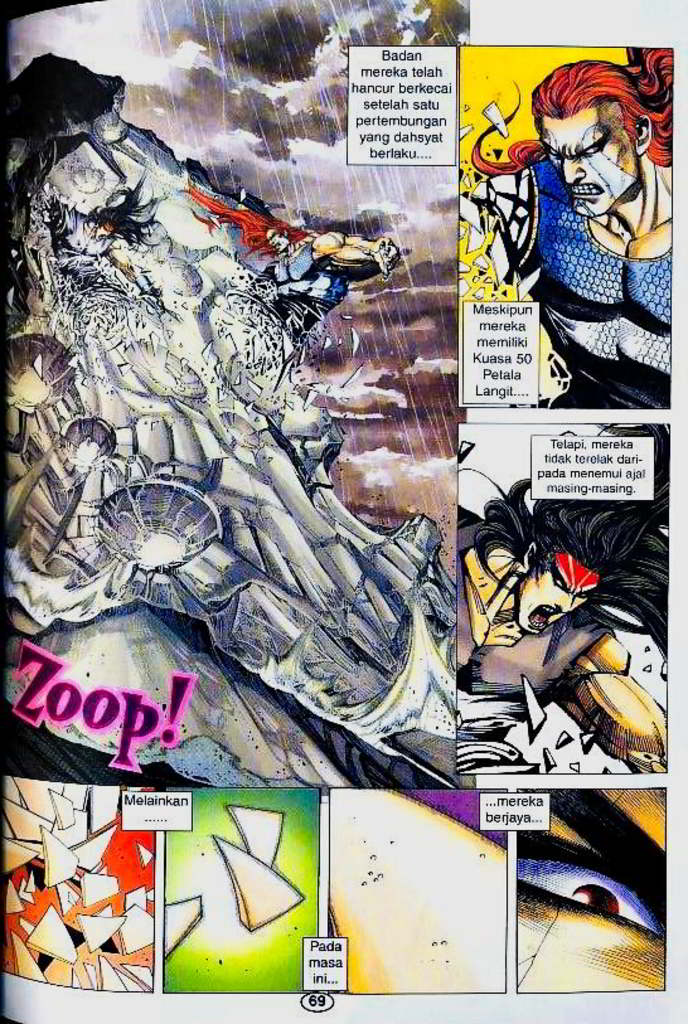 Badan
mereka telah
hancur berkecai
setelah satu
pertembungan
yang dahsyat
berlaku....
Meskipun
mereka
memiliki
Kuasa 50
Petala
Langit....
Tetapi, mereka
tidak terelak dari-
pada menemui ajal
masing-masing.
Zoop!
Melainkan
......
Pada
masa
ini...
...mereka
berjaya...
69